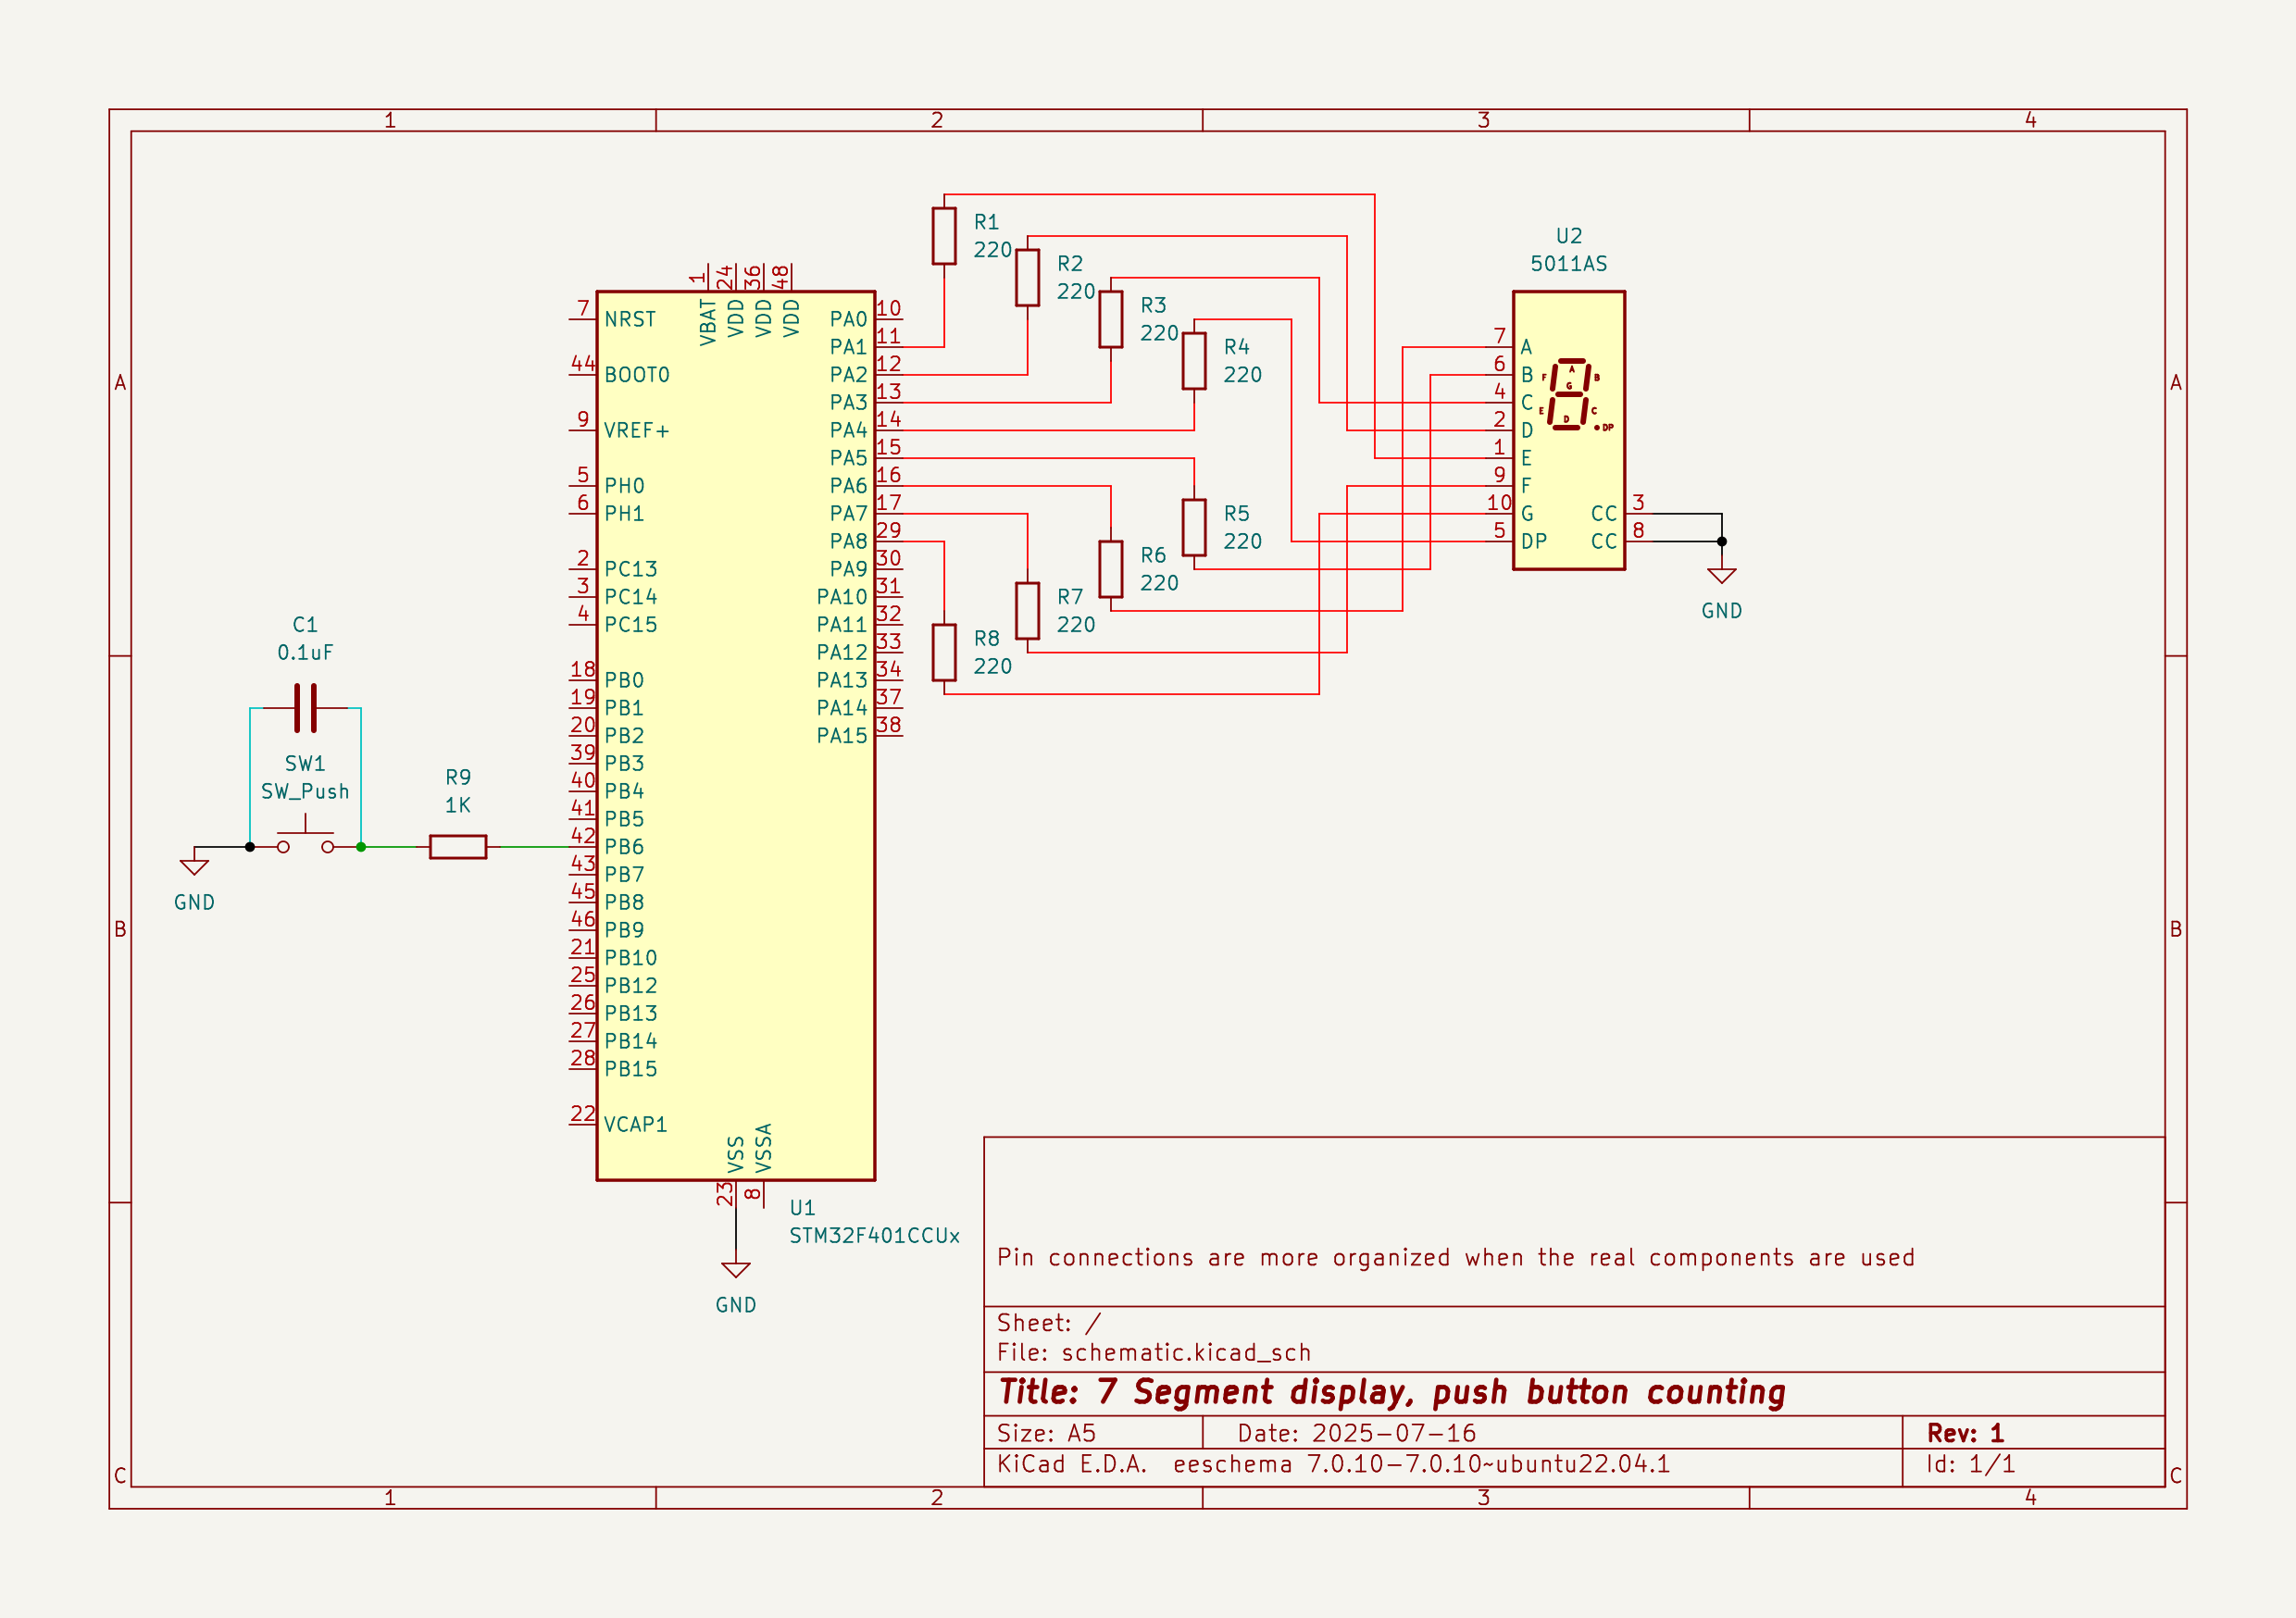 1 2 3 4
A A
B B
C C
1 2 3 4
R1
220
R2
220
R3
220
R4
220
R5
220
R6
220
R7
220
R8
220
U2
5011AS
7 A
6 B
4 C
2 D
1 E
9 F
10 G
5 DP
CC 3
CC 8
A
F B
G
E C
D
DP
GND
1 VBAT
24 VDD
36 VDD
48 VDD
7 NRST
44 BOOT0
9 VREF+
5 PH0
6 PH1
2 PC13
3 PC14
4 PC15
18 PB0
19 PB1
20 PB2
39 PB3
40 PB4
41 PB5
42 PB6
43 PB7
45 PB8
46 PB9
21 PB10
25 PB12
26 PB13
27 PB14
28 PB15
22 VCAP1
PA0 10
PA1 11
PA2 12
PA3 13
PA4 14
PA5 15
PA6 16
PA7 17
PA8 29
PA9 30
PA10 31
PA11 32
PA12 33
PA13 34
PA14 37
PA15 38
VSS 23
VSSA 8
U1
STM32F401CCUx
GND
C1
0.1uF
SW1
SW_Push
R9
1K
GND
Pin connections are more organized when the real components are used
Sheet: /
File: schematic.kicad_sch
Title: 7 Segment display, push button counting
Size: A5 Date: 2025-07-16 Rev: 1
KiCad E.D.A. eeschema 7.0.10-7.0.10~ubuntu22.04.1 Id: 1/1